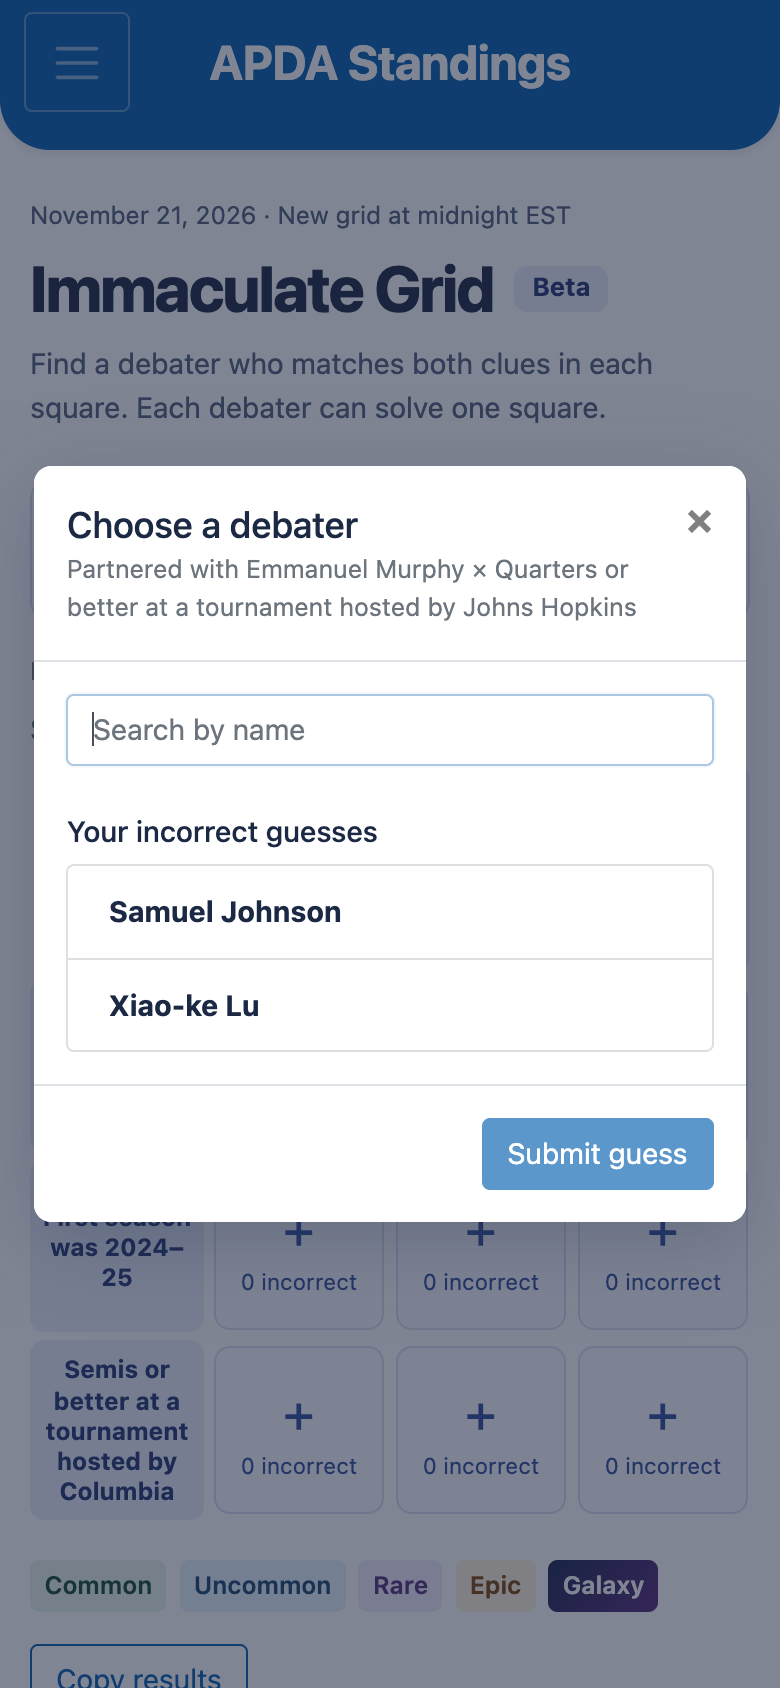 APDA Standings
November 21, 2026 · New grid at midnight EST
Immaculate Grid Beta
Find a debater who matches both clues in each
square. Each debater can solve one square.
Choose a debater ×
Partnered with Emmanuel Murphy × Quarters or
better at a tournament hosted by Johns Hopkins
Search by name
Your incorrect guesses
Samuel Johnson
Xiao-ke Lu
Submit guess
First season
was 2024–
25
+ + +
0 incorrect 0 incorrect 0 incorrect
Semis or
better at a
tournament
hosted by
Columbia
+ + +
0 incorrect 0 incorrect 0 incorrect
Common Uncommon Rare Epic Galaxy
Copy results